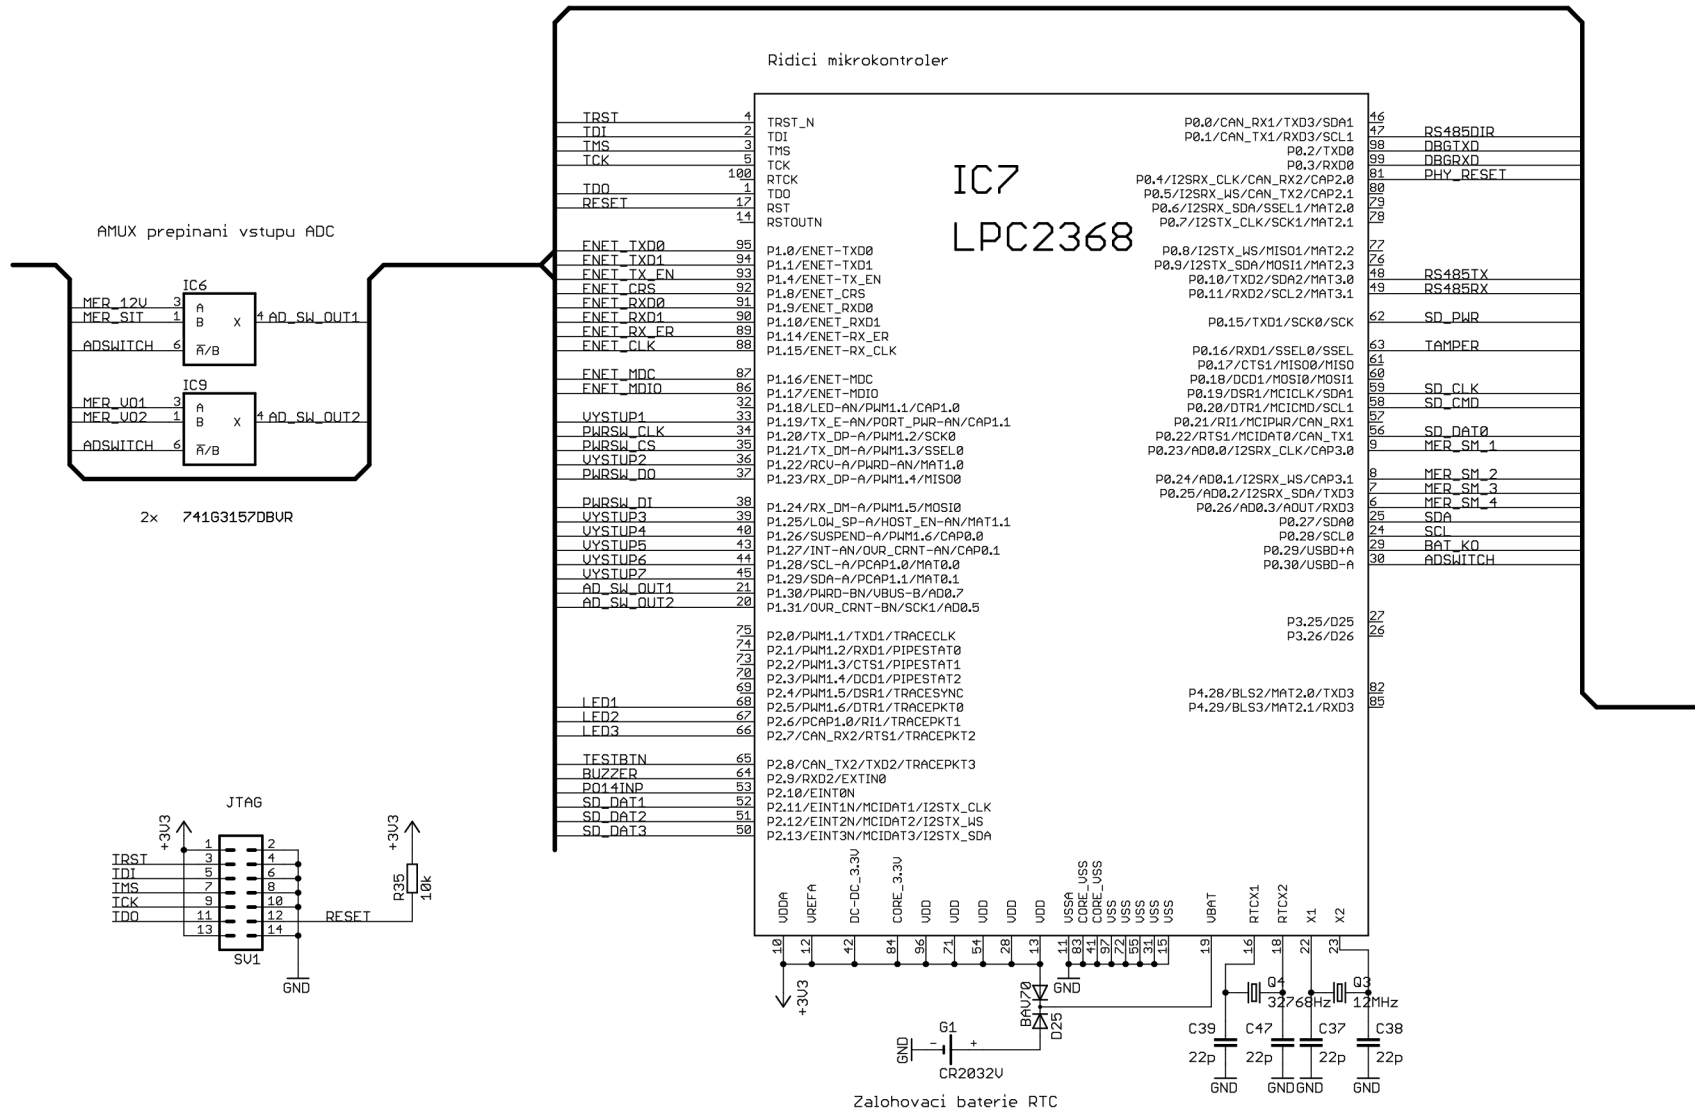 Ridici mikrokontroler
IC7
LPC2368
TRST 4 TRST_N
TDI 2 TDI
TMS 3 TMS
TCK 5 TCK
100 RTCK
TDO 1 TDO
RESET 17 RST
14 RSTOUTN
ENET_TXD0 95 P1.0/ENET-TXD0
ENET_TXD1 94 P1.1/ENET-TXD1
ENET_TX_EN 93 P1.4/ENET-TX_EN
ENET_CRS 92 P1.8/ENET_CRS
ENET_RXD0 91 P1.9/ENET_RXD0
ENET_RXD1 90 P1.10/ENET_RXD1
ENET_RX_ER 89 P1.14/ENET-RX_ER
ENET_CLK 88 P1.15/ENET-RX_CLK
ENET_MDC 87 P1.16/ENET-MDC
ENET_MDIO 86 P1.17/ENET-MDIO
32 P1.18/LED-AN/PWM1.1/CAP1.0
VYSTUP1 33 P1.19/TX_E-AN/PORT_PWR-AN/CAP1.1
PWRSW_CLK 34 P1.20/TX_DP-A/PWM1.2/SCK0
PWRSW_CS 35 P1.21/TX_DM-A/PWM1.3/SSEL0
VYSTUP2 36 P1.22/RCV-A/PWRD-AN/MAT1.0
PWRSW_DO 37 P1.23/RX_DP-A/PWM1.4/MISO0
PWRSW_DI 38 P1.24/RX_DM-A/PWM1.5/MOSI0
VYSTUP3 39 P1.25/LOW_SP-A/HOST_EN-AN/MAT1.1
VYSTUP4 40 P1.26/SUSPEND-A/PWM1.6/CAP0.0
VYSTUP5 43 P1.27/INT-AN/OVR_CRNT-AN/CAP0.1
VYSTUP6 44 P1.28/SCL-A/PCAP1.0/MAT0.0
VYSTUP7 45 P1.29/SDA-A/PCAP1.1/MAT0.1
AD_SW_OUT1 21 P1.30/PWRD-BN/VBUS-B/AD0.7
AD_SW_OUT2 20 P1.31/OVR_CRNT-BN/SCK1/AD0.5
75 P2.0/PWM1.1/TXD1/TRACECLK
74 P2.1/PWM1.2/RXD1/PIPESTAT0
73 P2.2/PWM1.3/CTS1/PIPESTAT1
70 P2.3/PWM1.4/DCD1/PIPESTAT2
69 P2.4/PWM1.5/DSR1/TRACESYNC
LED1 68 P2.5/PWM1.6/DTR1/TRACEPKT0
LED2 67 P2.6/PCAP1.0/RI1/TRACEPKT1
LED3 66 P2.7/CAN_RX2/RTS1/TRACEPKT2
TESTBTN 65 P2.8/CAN_TX2/TXD2/TRACEPKT3
BUZZER 64 P2.9/RXD2/EXTIN0
PO14INP 53 P2.10/EINT0N
SD_DAT1 52 P2.11/EINT1N/MCIDAT1/I2STX_CLK
SD_DAT2 51 P2.12/EINT2N/MCIDAT2/I2STX_WS
SD_DAT3 50 P2.13/EINT3N/MCIDAT3/I2STX_SDA
P0.0/CAN_RX1/TXD3/SDA1 46
P0.1/CAN_TX1/RXD3/SCL1 47 RS485DIR
P0.2/TXD0 98 DBGTXD
P0.3/RXD0 99 DBGRXD
P0.4/I2SRX_CLK/CAN_RX2/CAP2.0 81 PHY_RESET
P0.5/I2SRX_WS/CAN_TX2/CAP2.1 80
P0.6/I2SRX_SDA/SSEL1/MAT2.0 79
P0.7/I2STX_CLK/SCK1/MAT2.1 78
P0.8/I2STX_WS/MISO1/MAT2.2 77
P0.9/I2STX_SDA/MOSI1/MAT2.3 76
P0.10/TXD2/SDA2/MAT3.0 48 RS485TX
P0.11/RXD2/SCL2/MAT3.1 49 RS485RX
P0.15/TXD1/SCK0/SCK 62 SD_PWR
P0.16/RXD1/SSEL0/SSEL 63 TAMPER
P0.17/CTS1/MISO0/MISO 61
P0.18/DCD1/MOSI0/MOSI 60
P0.19/DSR1/MCICLK/SDA1 59 SD_CLK
P0.20/DTR1/MCICMD/SCL1 58 SD_CMD
P0.21/RI1/MCIPWR/CAN_RX1 57
P0.22/RTS1/MCIDAT0/CAN_TX1 56 SD_DAT0
P0.23/AD0.0/I2SRX_CLK/CAP3.0 9 MER_SM_1
P0.24/AD0.1/I2SRX_WS/CAP3.1 8 MER_SM_2
P0.25/AD0.2/I2SRX_SDA/TXD3 7 MER_SM_3
P0.26/AD0.3/AOUT/RXD3 6 MER_SM_4
P0.27/SDA0 25 SDA
P0.28/SCL0 24 SCL
P0.29/USBD+A 29 BAT_KO
P0.30/USBD-A 30 ADSWITCH
P3.25/D25 27
P3.26/D26 26
P4.28/BLS2/MAT2.0/TXD3 82
P4.29/BLS3/MAT2.1/RXD3 85
VDDA 10
VREFA 12
DC-DC_3.3V 42
CORE_3.3V 84
VDD 96
VDD 71
VDD 54
VDD 28
VDD 13
VSSA 11
CORE_VSS 83
CORE_VSS 41
VSS 97
VSS 72
VSS 55
VSS 31
VSS 15
VBAT 19
RTCX1 16
RTCX2 18
X1 22
X2 23
+3V3
GND
BAV70
D25
G1
- +
GND
CR2032V
Zalohovaci baterie RTC
Q4
32768Hz
Q3
12MHz
C39 C47 C37 C38
22p 22p 22p 22p
GND GND GND GND
AMUX prepinani vstupu ADC
IC6
MER_12V 3 A
MER_SIT 1 B X 4 AD_SW_OUT1
ADSWITCH 6 A/B
IC9
MER_VO1 3 A
MER_VO2 1 B X 4 AD_SW_OUT2
ADSWITCH 6 A/B
2x 741G3157DBVR
JTAG
+3V3
+3V3
1 2
TRST 3 4
TDI 5 6
TMS 7 8
TCK 9 10
TDO 11 12 RESET
13 14
SV1
GND
R35
10k